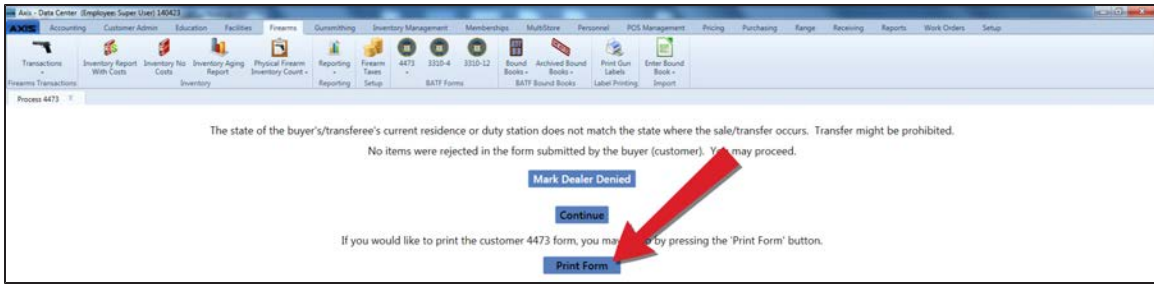 Axis - Data Center (Employee: Super User) 140423
AXIS Accounting Customer Admin Education Facilities Firearms Gunsmithing Inventory Management Memberships MultiStore Personnel POS Management Pricing Purchasing Range Receiving Reports Work Orders Setup
Transactions Inventory Report With Costs Inventory No Costs Inventory Aging Report Physical Firearm Inventory Count Reporting Firearm Taxes 4473 3310-4 3310-12 Bound Books Archived Bound Books Print Gun Labels Enter Bound Book
Firearms Transactions Inventory Reporting Setup BATF Forms BATF Bound Books Label Printing Import
Process 4473
The state of the buyer's/transferee's current residence or duty station does not match the state where the sale/transfer occurs. Transfer might be prohibited.
No items were rejected in the form submitted by the buyer (customer). may proceed.
Mark Dealer Denied
Continue
If you would like to print the customer 4473 form, you may by pressing the 'Print Form' button.
Print Form